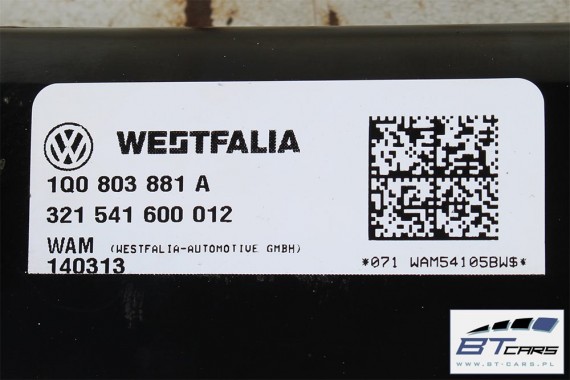 WESTFALIA
1Q0 803 881 A
321 541 600 012
WAM (WESTFALIA-AUTOMOTIVE GMBH)
140313
*071 WAM54105BW$*
BTCARS
WWW.BT-CARS.PL